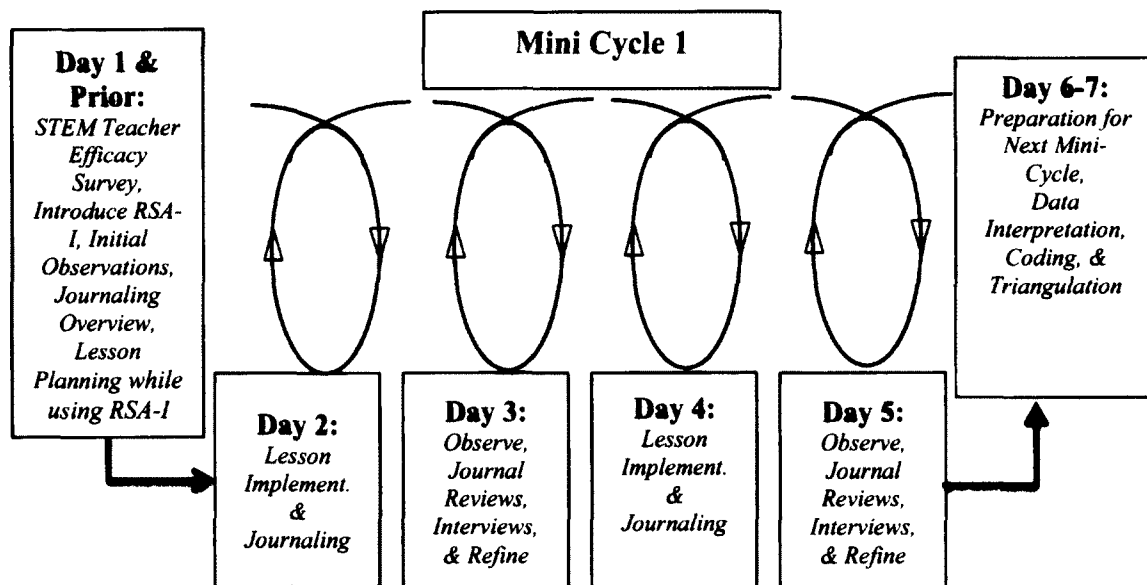 Mini Cycle 1
Day 1 &
Prior:
STEM Teacher
Efficacy
Survey,
Introduce RSA-
I, Initial
Observations,
Journaling
Overview,
Lesson
Planning while
using RSA-1
Day 2:
Lesson
Implement.
&
Journaling
Day 3:
Observe,
Journal
Reviews,
Interviews,
& Refine
Day 4:
Lesson
Implement.
&
Journaling
Day 5:
Observe,
Journal
Reviews,
Interviews,
& Refine
Day 6-7:
Preparation for
Next Mini-
Cycle,
Data
Interpretation,
Coding, &
Triangulation